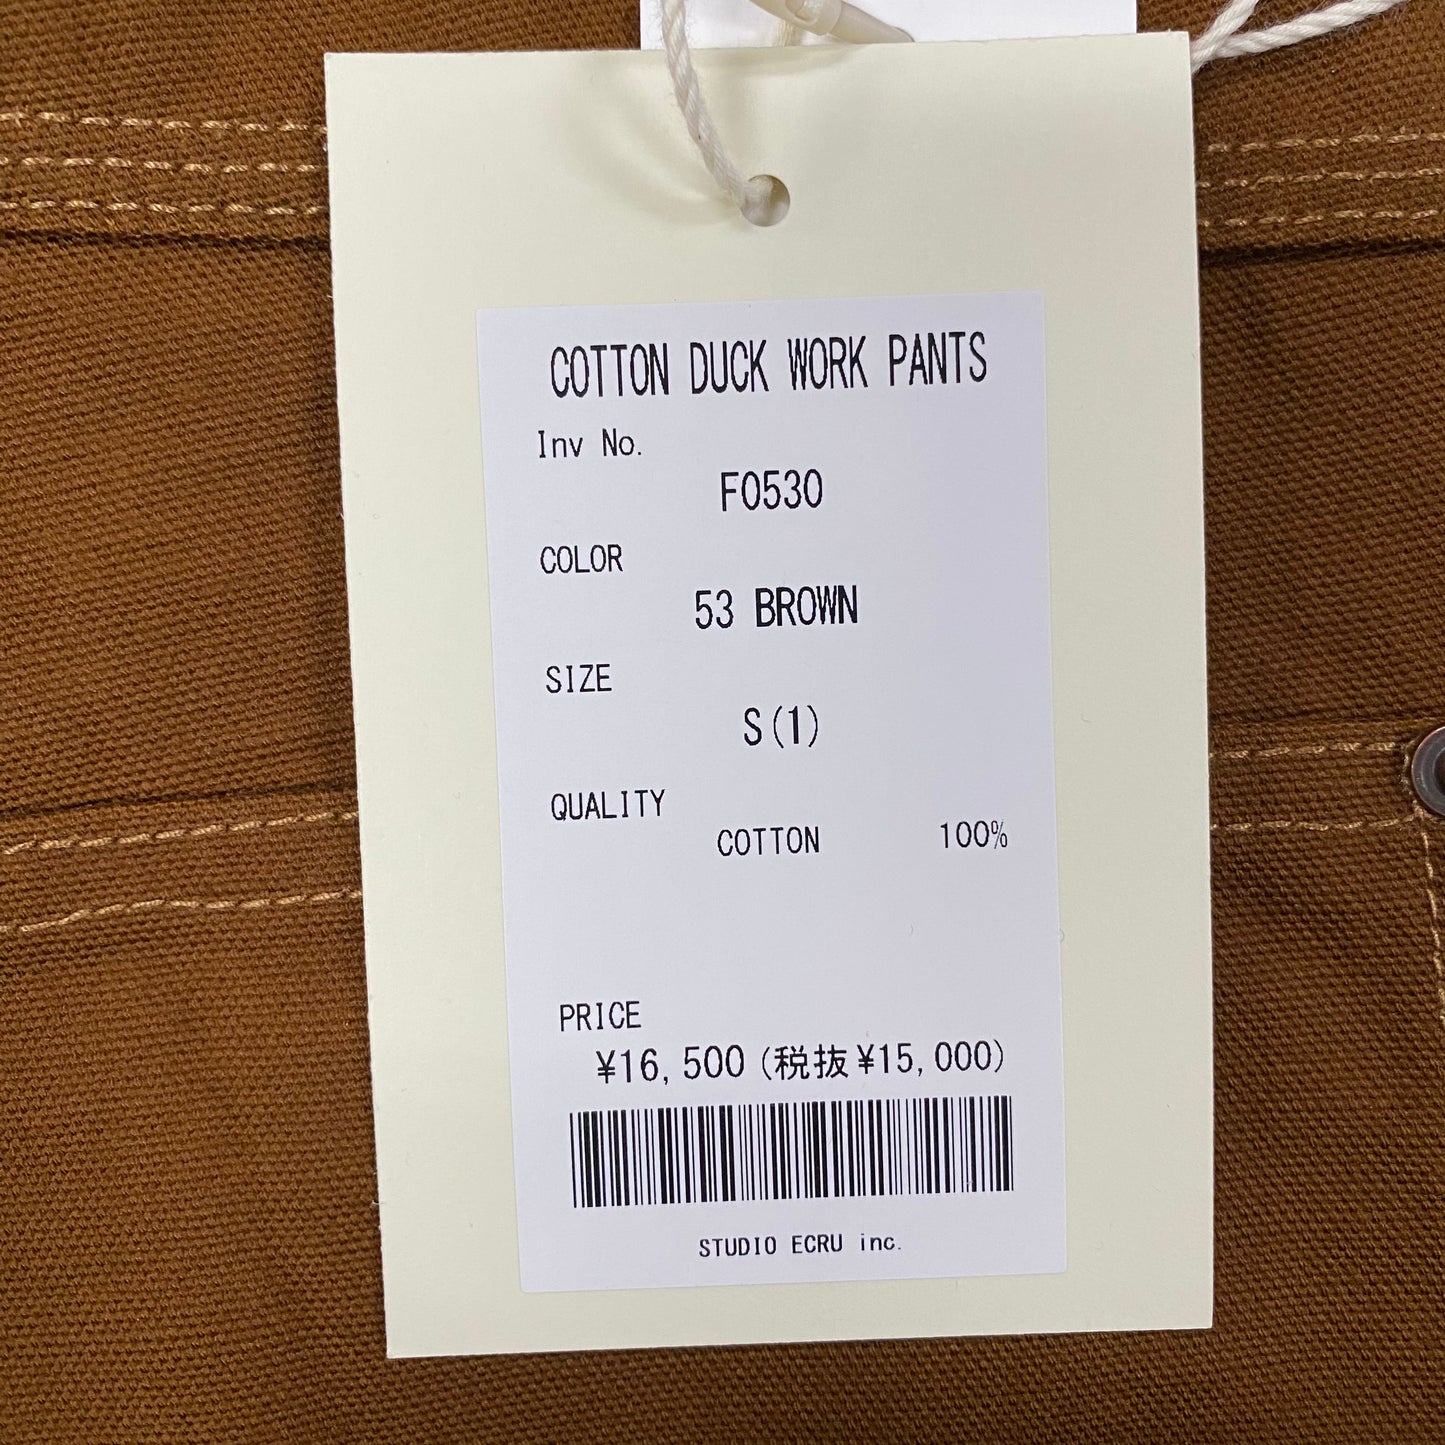 COTTON DUCK WORK PANTS
Inv No.
F0530
COLOR
53 BROWN
SIZE
S(1)
QUALITY
COTTON 100%
PRICE
¥16,500(税抜¥15,000)
STUDIO ECRU inc.